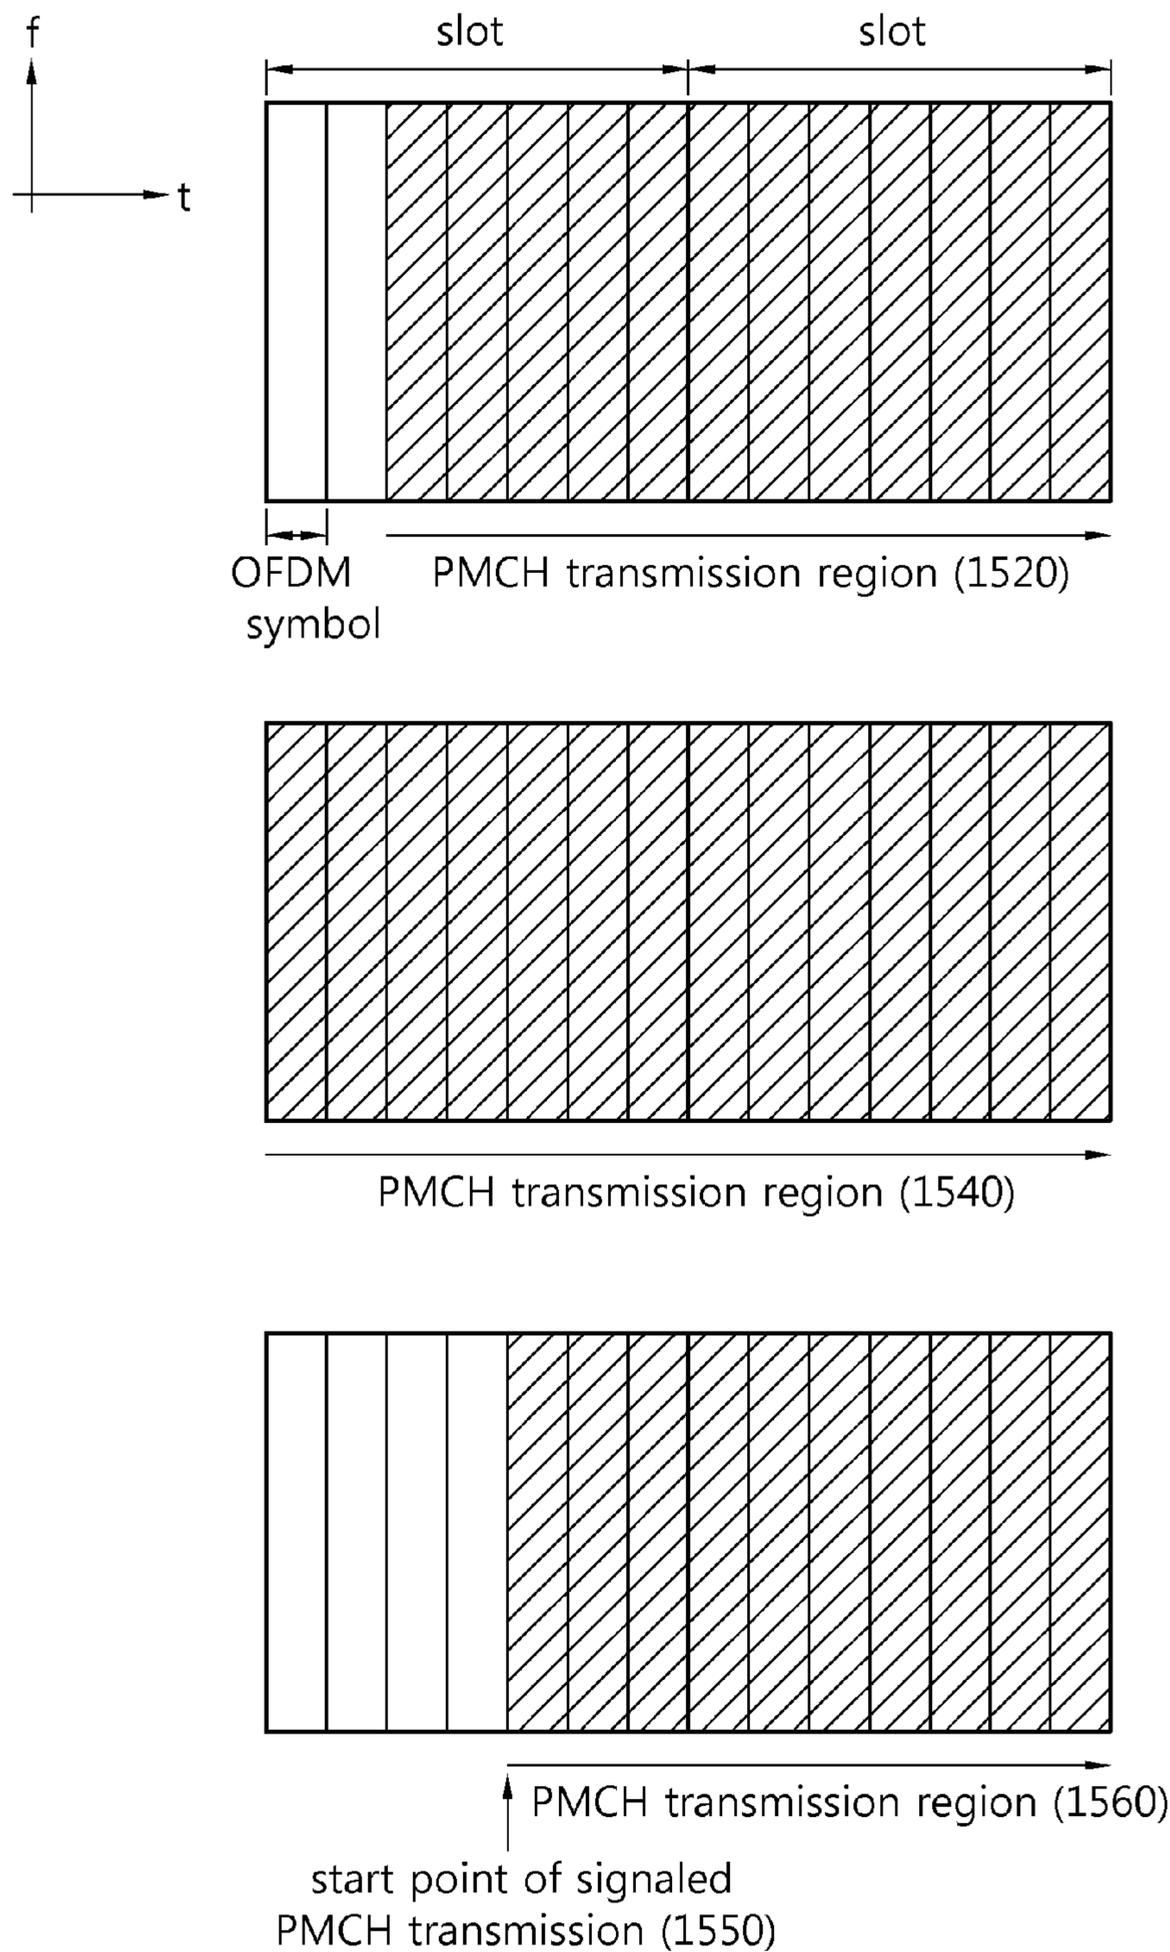 f
slot
slot
t
OFDM
symbol
PMCH transmission region (1520)
PMCH transmission region (1540)
PMCH transmission region (1560)
start point of signaled
PMCH transmission (1550)